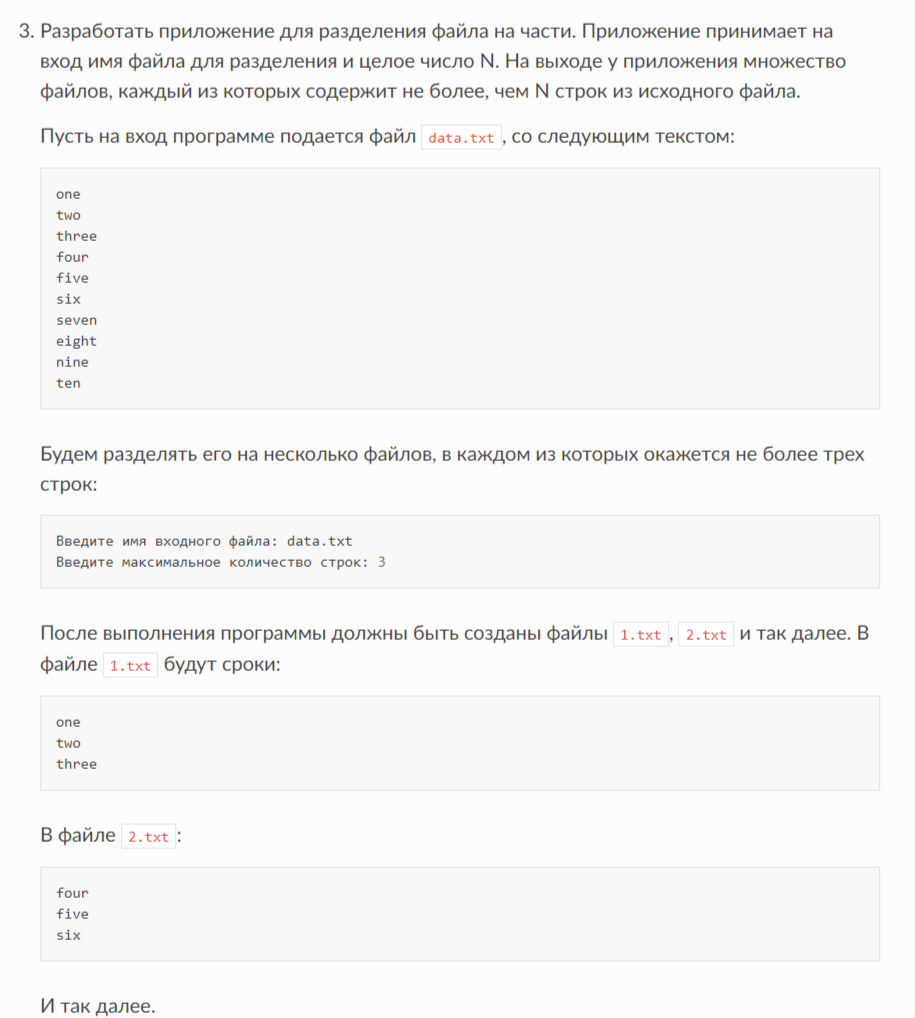 3. Разработать приложение для разделения файла на части. Приложение принимает на
вход имя файла для разделения и целое число N. На выходе у приложения множество
файлов, каждый из которых содержит не более, чем N строк из исходного файла.
Пусть на вход программе подается файл data.txt, со следующим текстом:
one
two
three
four
five
six
seven
eight
nine
ten
Будем разделять его на несколько файлов, в каждом из которых окажется не более трех
строк:
Введите имя входного файла: data.txt
Введите максимальное количество строк: 3
После выполнения программы должны быть созданы файлы 1.txt, 2.txt и так далее. В
файле 1.txt будут сроки:
one
two
three
В файле 2.txt:
four
five
six
И так далее.